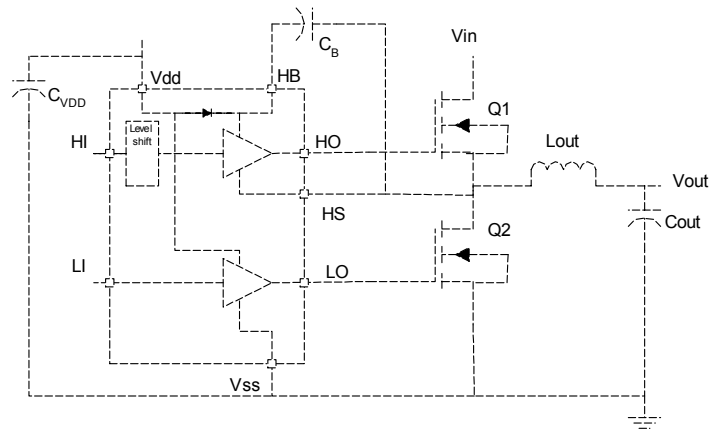 C_B
Vin
Vdd
HB
C_VDD
Q1
HI
Level
shift
HO
Lout
Vout
HS
Cout
Q2
LI
LO
Vss